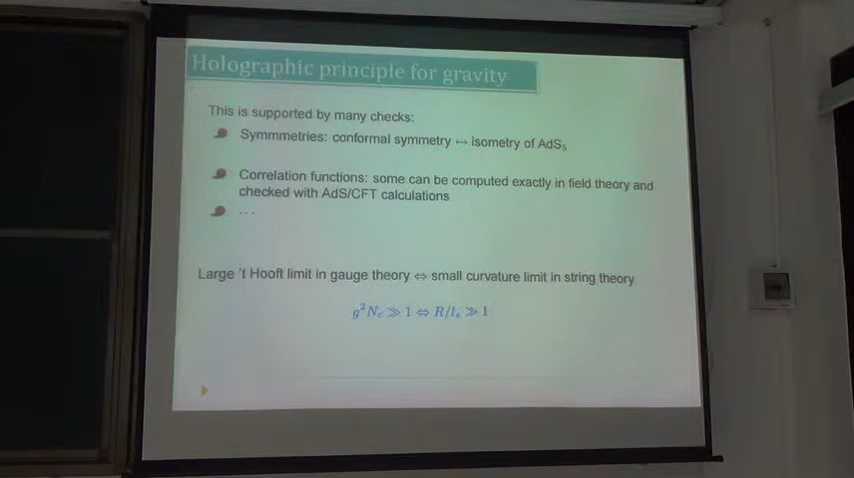 Holographic principle for gravity
This is supported by many checks:
Symmmetries: conformal symmetry ↔ isometry of AdS₅
Correlation functions: some can be computed exactly in field theory and
checked with AdS/CFT calculations
...
Large 't Hooft limit in gauge theory ⇔ small curvature limit in string theory
g²N_c ≫ 1 ⇔ R/l_s ≫ 1